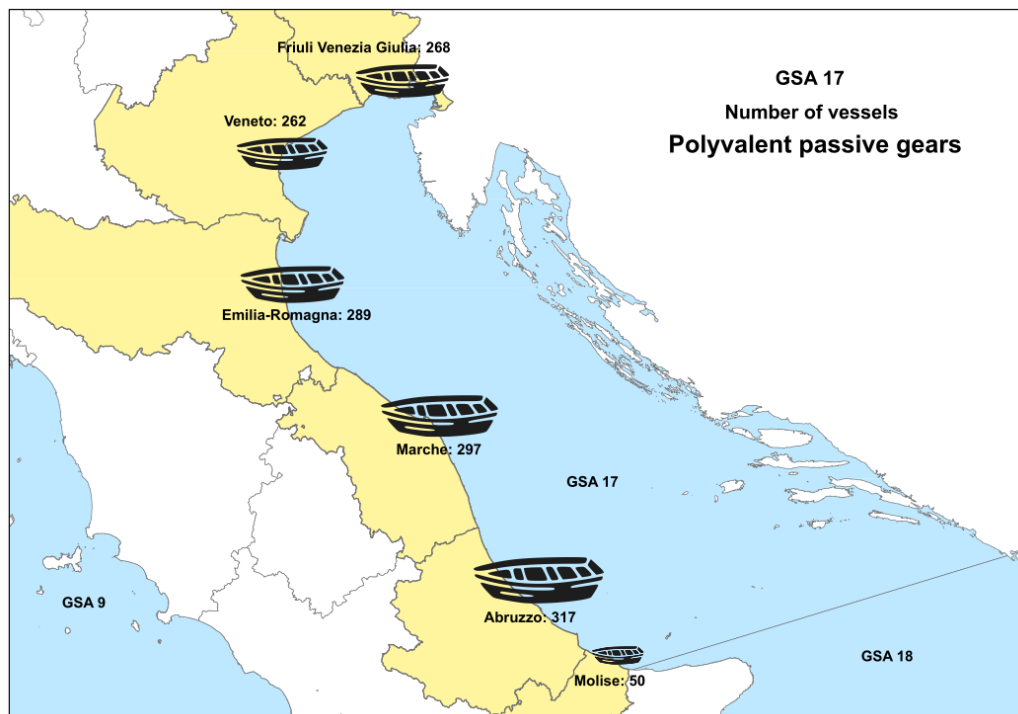 Friuli Venezia Giulia: 268
GSA 17
Number of vessels
Polyvalent passive gears
Veneto: 262
Emilia-Romagna: 289
Marche: 297
GSA 17
GSA 9
Abruzzo: 317
GSA 18
Molise: 50